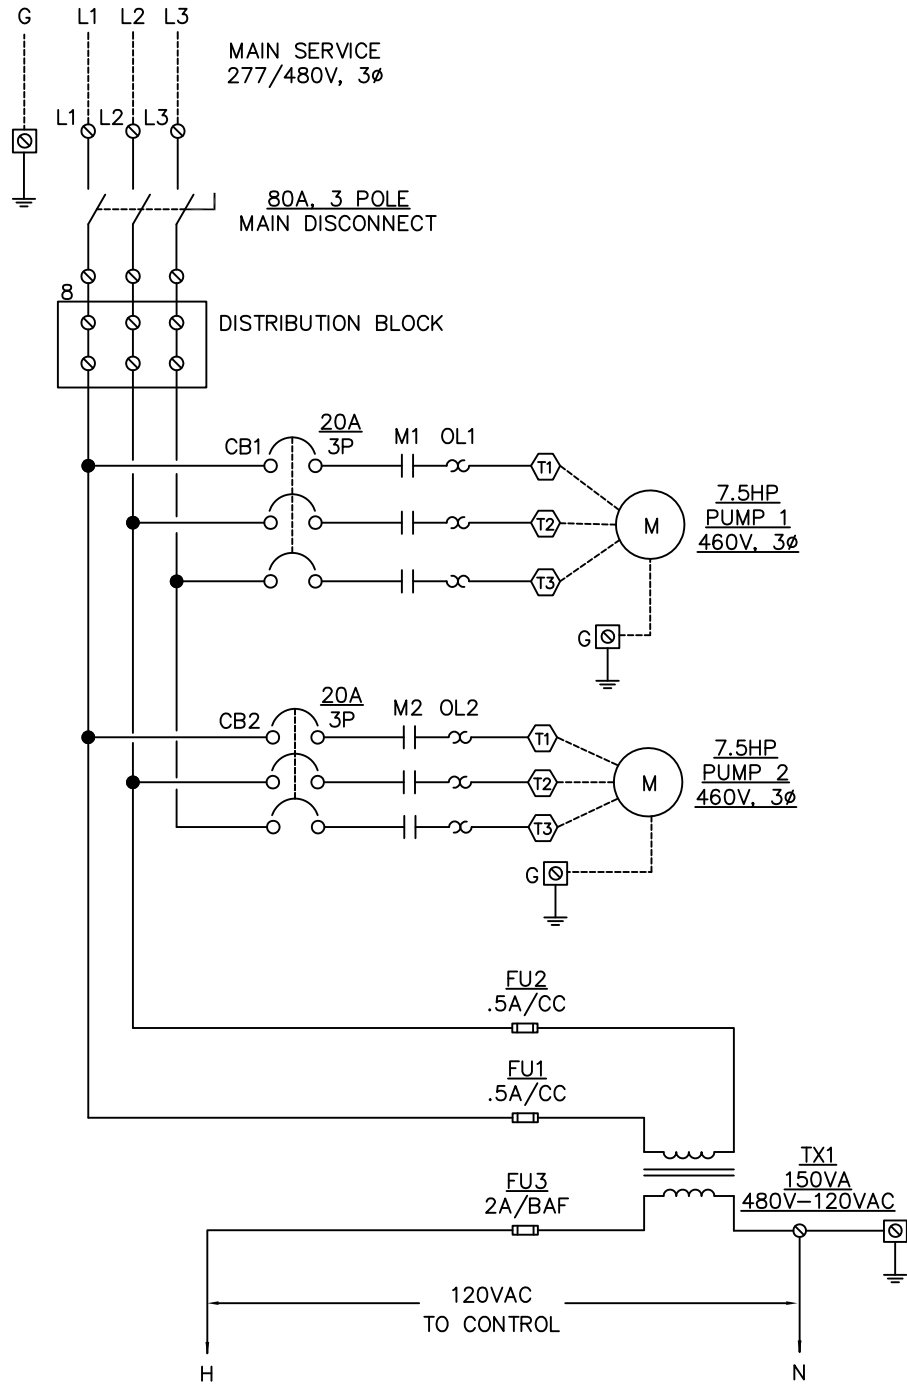 G L1 L2 L3
MAIN SERVICE
277/480V, 3Ø
L1 L2 L3
80A, 3 POLE
MAIN DISCONNECT
8
DISTRIBUTION BLOCK
CB1
20A
3P
M1 OL1
T1
T2
T3
M
7.5HP
PUMP 1
460V, 3Ø
G
CB2
20A
3P
M2 OL2
T1
T2
T3
M
7.5HP
PUMP 2
460V, 3Ø
G
FU2
.5A/CC
FU1
.5A/CC
TX1
150VA
480V-120VAC
FU3
2A/BAF
120VAC
TO CONTROL
H N